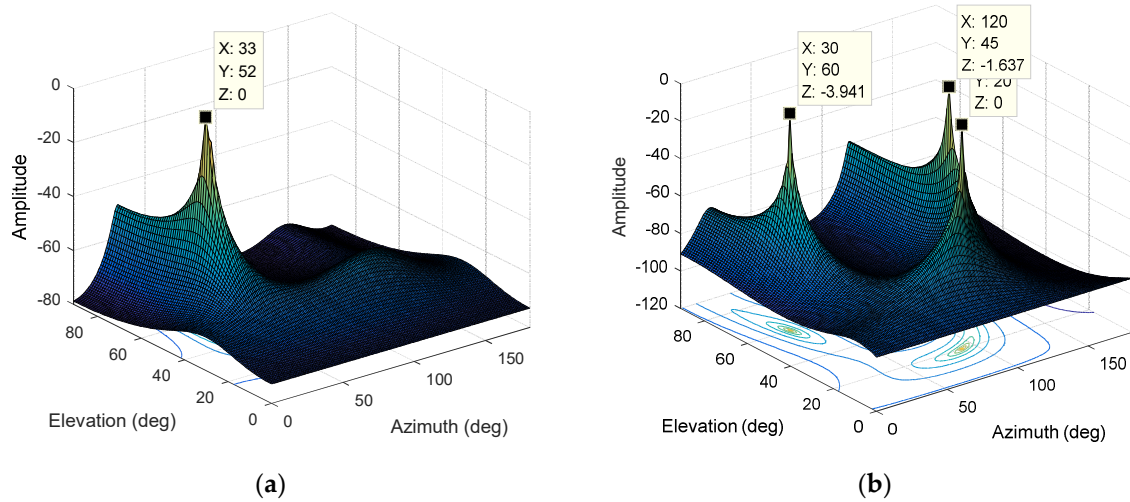 X: 33
Y: 52
Z: 0
0
-20
-40
-60
-80
Amplitude
80
60
40
20
0
Elevation (deg)
0
50
100
150
Azimuth (deg)
(a)
X: 30
Y: 60
Z: -3.941
X: 120
Y: 45
Z: -1.637
Y: 20
Z: 0
0
-20
-40
-60
-80
-100
-120
Amplitude
80
60
40
20
0
Elevation (deg)
0
50
100
150
Azimuth (deg)
(b)